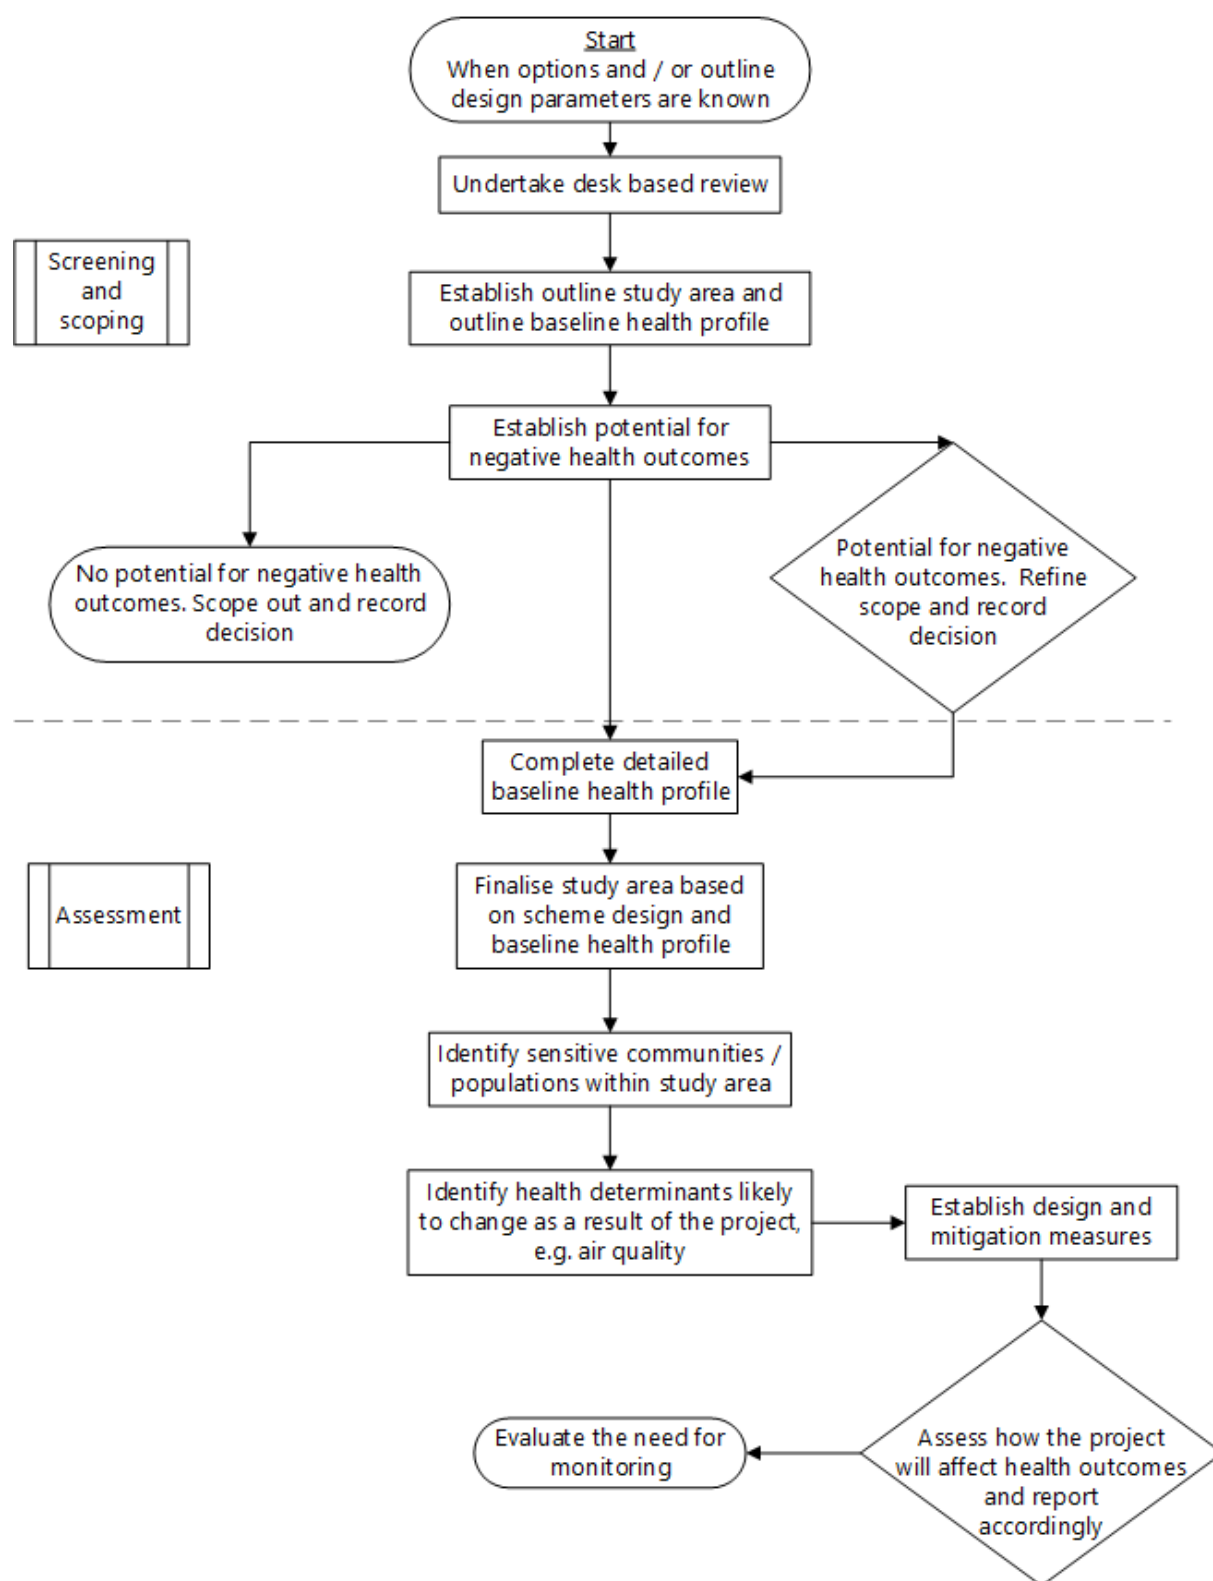 Start
When options and / or outline
design parameters are known
Undertake desk based review
Screening
and
scoping
Establish outline study area and
outline baseline health profile
Establish potential for
negative health outcomes
No potential for negative health
outcomes. Scope out and record
decision
Potential for negative
health outcomes.  Refine
scope and record
decision
Complete detailed
baseline health profile
Assessment
Finalise study area based
on scheme design and
baseline health profile
Identify sensitive communities /
populations within study area
Identify health determinants likely
to change as a result of the project,
e.g. air quality
Establish design and
mitigation measures
Assess how the project
will affect health outcomes
and report
accordingly
Evaluate the need for
monitoring